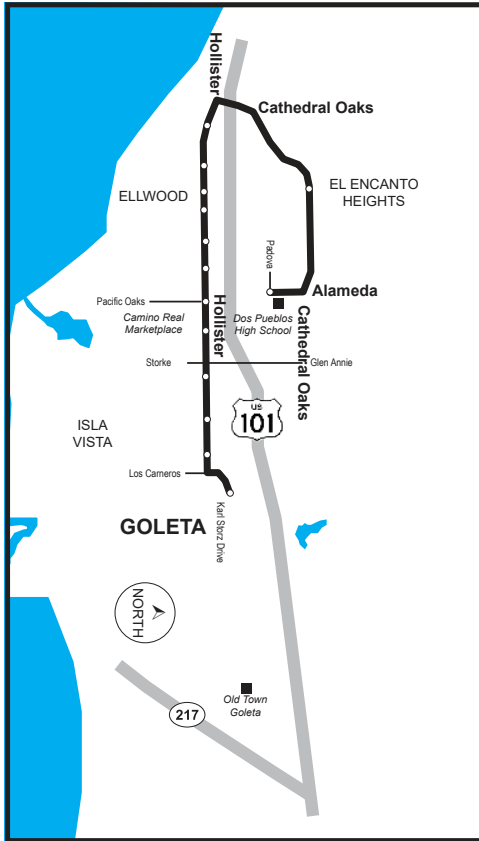 Hollister
Cathedral Oaks
ELLWOOD
EL ENCANTO
HEIGHTS
Padova
Alameda
Pacific Oaks
Camino Real
Marketplace
Hollister
Dos Pueblos
High School
Cathedral Oaks
Storke
Glen Annie
US
101
ISLA
VISTA
Los Carneros
Karl Storz Drive
GOLETA
NORTH
Old Town
Goleta
217